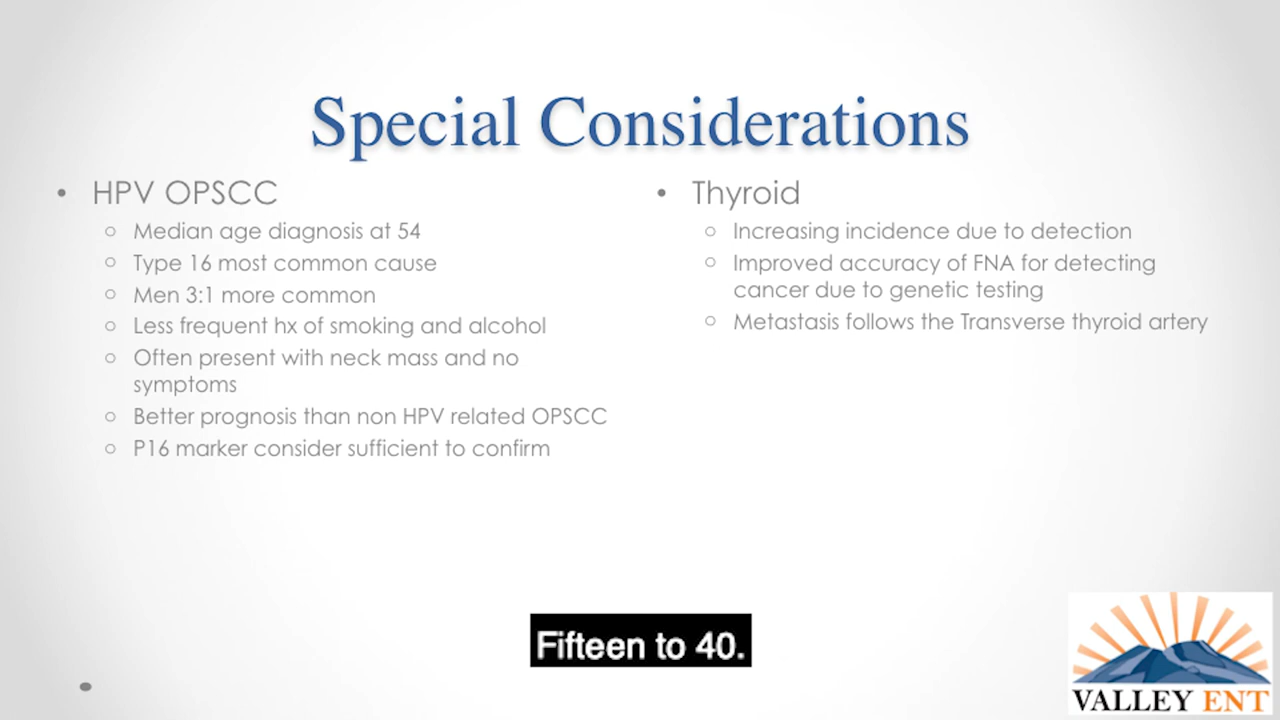 Special Considerations
• HPV OPSCC
○ Median age diagnosis at 54
○ Type 16 most common cause
○ Men 3:1 more common
○ Less frequent hx of smoking and alcohol
○ Often present with neck mass and no
symptoms
○ Better prognosis than non HPV related OPSCC
○ P16 marker consider sufficient to confirm
• Thyroid
○ Increasing incidence due to detection
○ Improved accuracy of FNA for detecting
cancer due to genetic testing
○ Metastasis follows the Transverse thyroid artery
Fifteen to 40.
VALLEY ENT